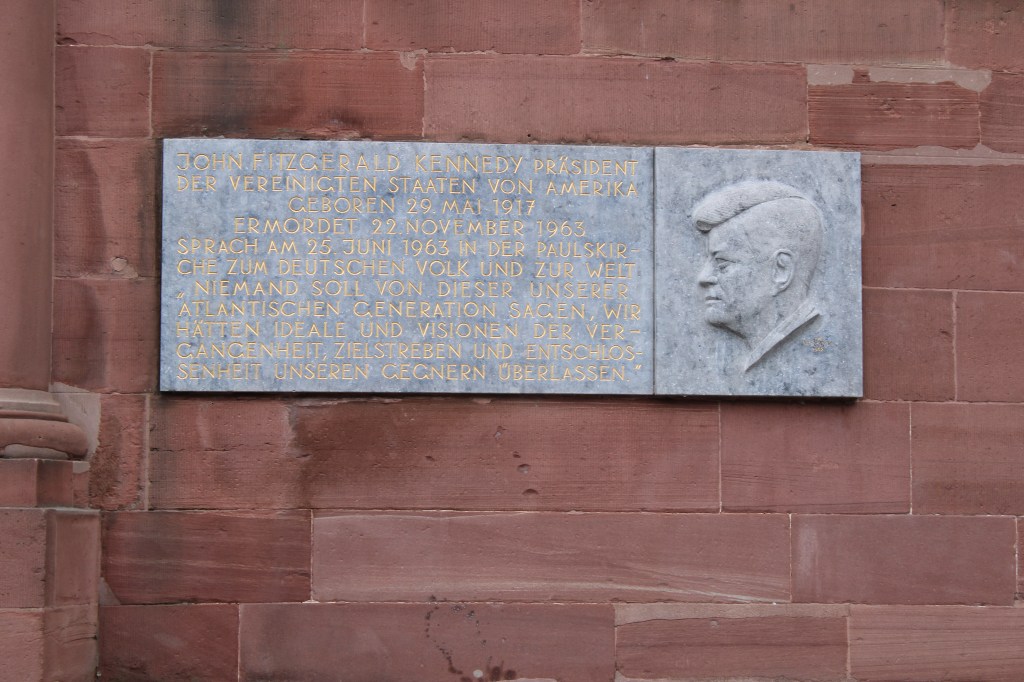 JOHN FITZGERALD KENNEDY PRÄSIDENT
DER VEREINIGTEN STAATEN VON AMERIKA
GEBOREN 29. MAI 1917
ERMORDET 22. NOVEMBER 1963
SPRACH AM 25. JUNI 1963 IN DER PAULSKIR-
CHE ZUM DEUTSCHEN VOLK UND ZUR WELT
„NIEMAND SOLL VON DIESER UNSERER
ATLANTISCHEN GENERATION SAGEN, WIR
HÄTTEN IDEALE UND VISIONEN DER VER-
GANGENHEIT, ZIELSTREBEN UND ENTSCHLOS-
SENHEIT UNSEREN GEGNERN ÜBERLASSEN."